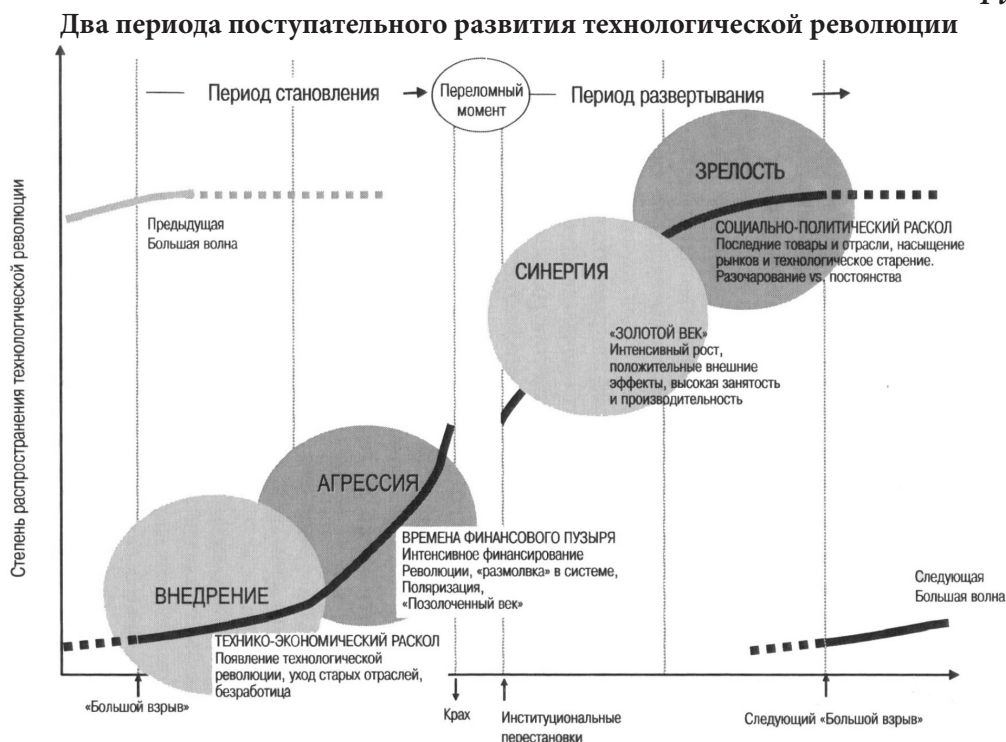 Два периода поступательного развития технологической революции
Период становления
Переломный
момент
Период развертывания
Степень распространения технологической революции
Предыдущая
Большая волна
ЗРЕЛОСТЬ
СОЦИАЛЬНО-ПОЛИТИЧЕСКИЙ РАСКОЛ
Последние товары и отрасли, насыщение
рынков и технологическое старение.
Разочарование vs. постоянства
СИНЕРГИЯ
«ЗОЛОТОЙ ВЕК»
Интенсивный рост,
положительные внешние
эффекты, высокая занятость
и производительность
АГРЕССИЯ
ВРЕМЕНА ФИНАНСОВОГО ПУЗЫРЯ
Интенсивное финансирование
Революции, «размолвка» в системе,
Поляризация,
«Позолоченный век»
ВНЕДРЕНИЕ
ТЕХНИКО-ЭКОНОМИЧЕСКИЙ РАСКОЛ
Появление технологической
революции, уход старых отраслей,
безработица
Следующая
Большая волна
«Большой взрыв»
Крах
Институциональные
перестановки
Следующий «Большой взрыв»